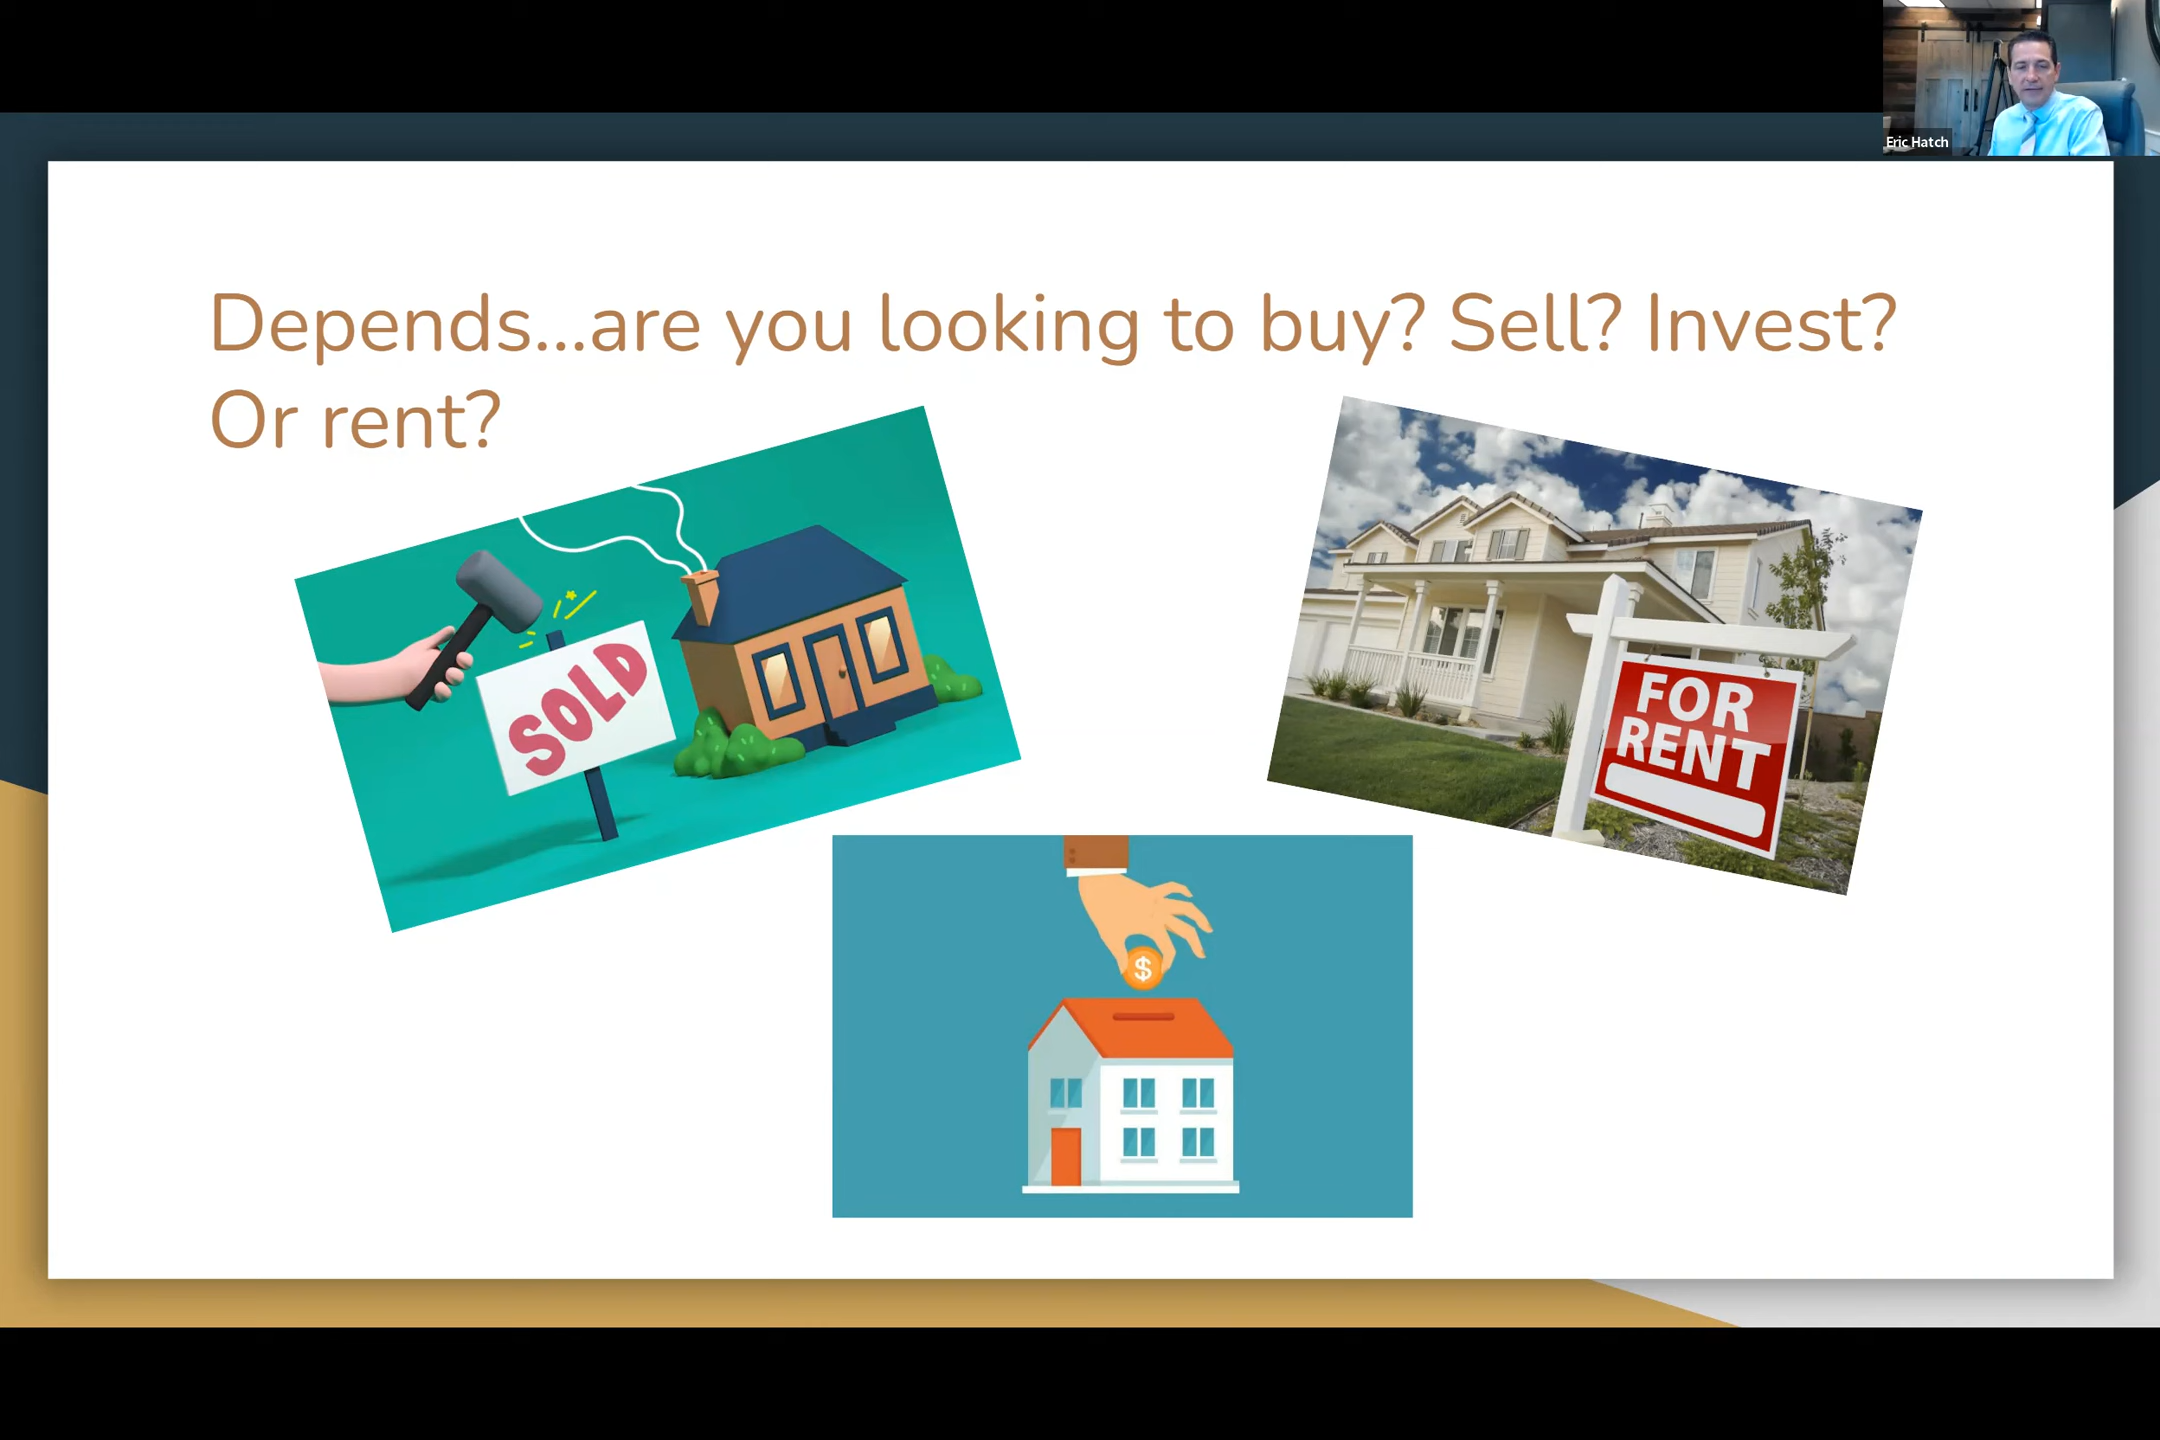 Eric Hatch
Depends...are you looking to buy? Sell? Invest?
Or rent?
SOLD
FOR
RENT
$